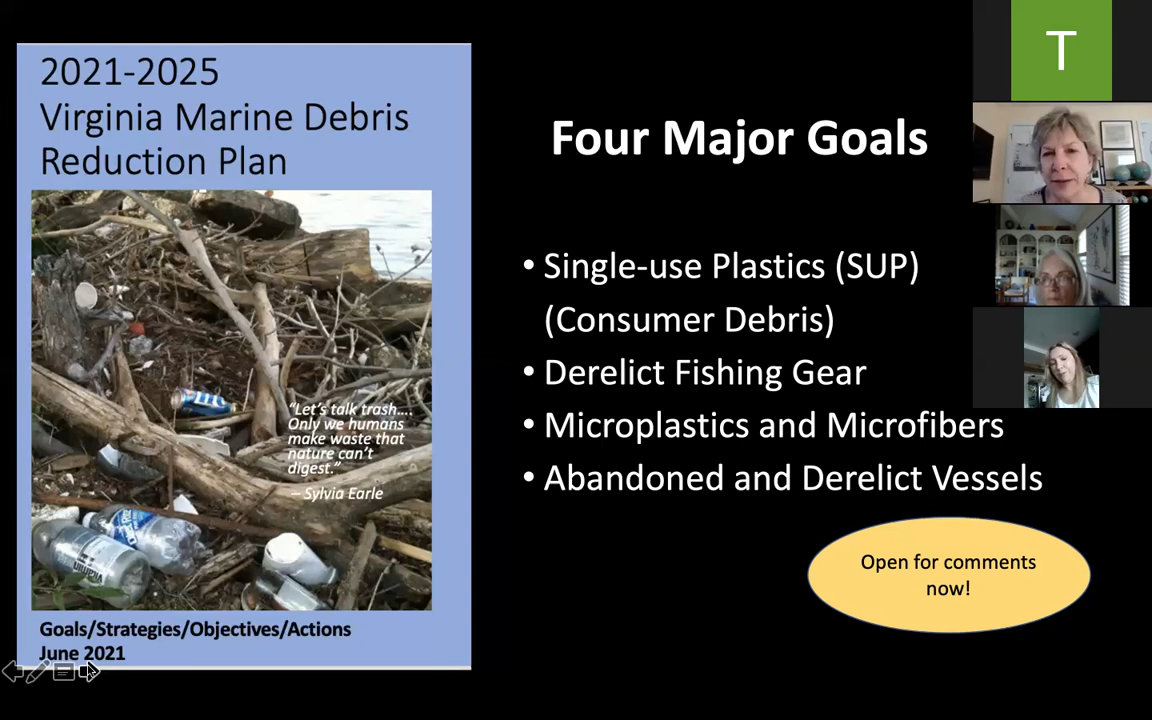 2021-2025
Virginia Marine Debris
Reduction Plan
"Let's talk trash....
Only we humans
make waste that
nature can't
digest."
– Sylvia Earle
Goals/Strategies/Objectives/Actions
June 2021
Four Major Goals
• Single-use Plastics (SUP)
(Consumer Debris)
• Derelict Fishing Gear
• Microplastics and Microfibers
• Abandoned and Derelict Vessels
Open for comments
now!
T